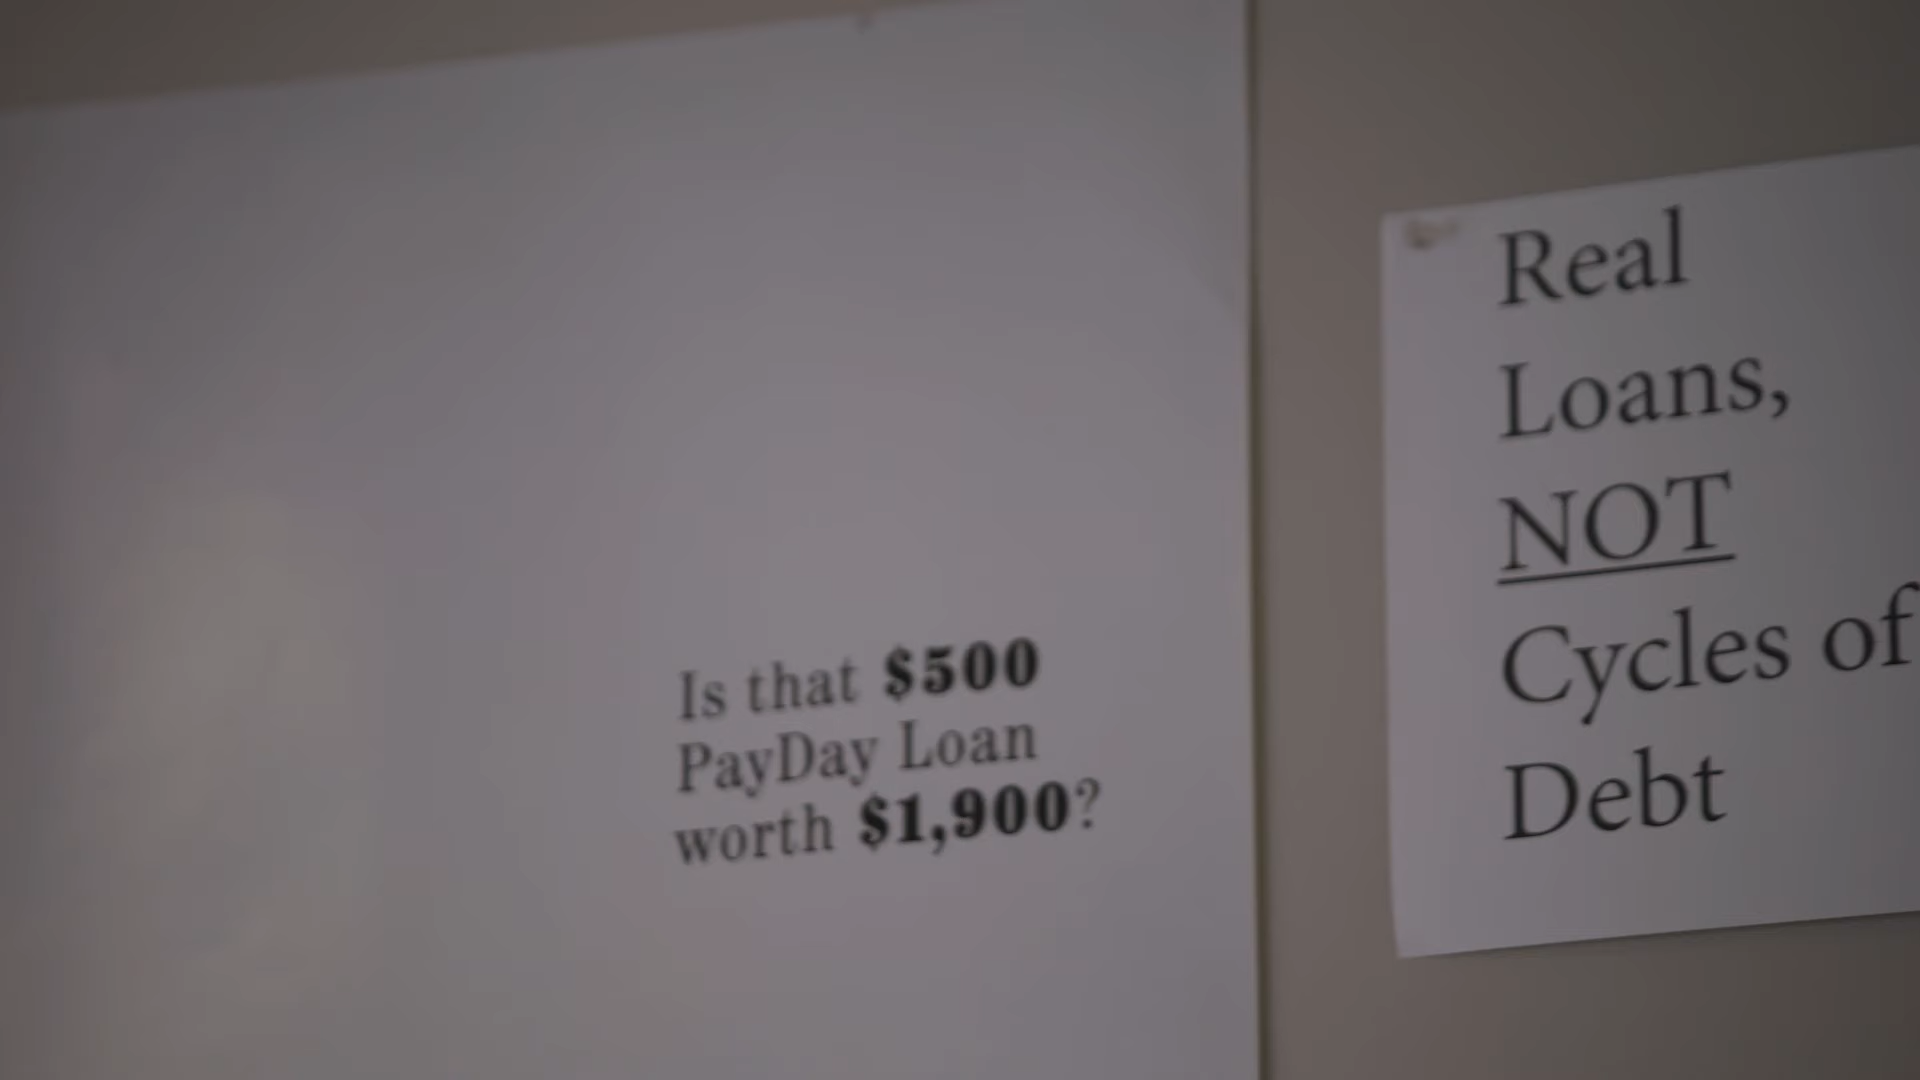 Is that $500
PayDay Loan
worth $1,900?
Real
Loans,
NOT
Cycles of
Debt